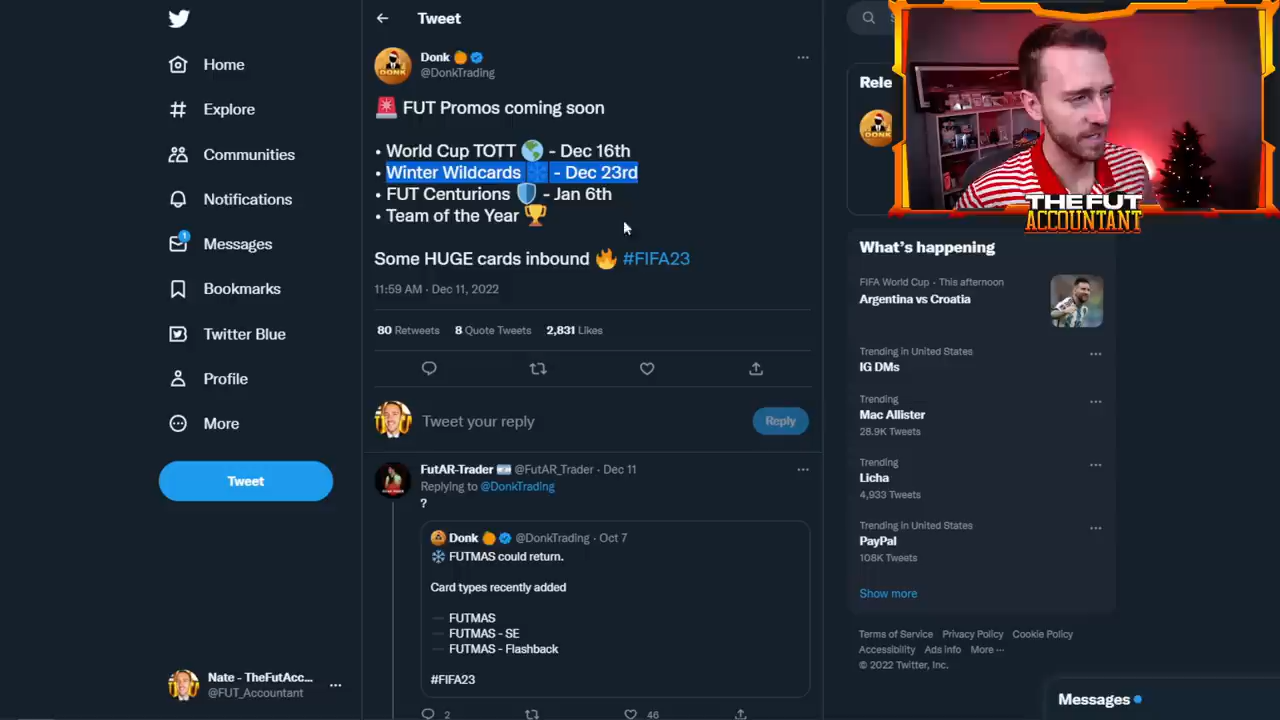 Home
Explore
Communities
Notifications
1
Messages
Bookmarks
Twitter Blue
Profile
More
Tweet
Nate - TheFutAcc...
@FUT_Accountant
Tweet
DONK
Donk
@DonkTrading
FUT Promos coming soon
• World Cup TOTT - Dec 16th
• Winter Wildcards - Dec 23rd
• FUT Centurions - Jan 6th
• Team of the Year
Some HUGE cards inbound #FIFA23
11:59 AM · Dec 11, 2022
80 Retweets 8 Quote Tweets 2,831 Likes
Tweet your reply
Reply
FutAR-Trader @FutAR_Trader · Dec 11
Replying to @DonkTrading
?
Donk @DonkTrading · Oct 7
FUTMAS could return.
Card types recently added
— FUTMAS
— FUTMAS - SE
— FUTMAS - Flashback
#FIFA23
2
46
S
Rele
DONK
THE FUT
ACCOUNTANT
What's happening
FIFA World Cup · This afternoon
Argentina vs Croatia
Trending in United States
IG DMs
Trending
Mac Allister
28.9K Tweets
Trending
Licha
4,933 Tweets
Trending in United States
PayPal
108K Tweets
Show more
Terms of Service Privacy Policy Cookie Policy
Accessibility Ads info More ···
© 2022 Twitter, Inc.
Messages